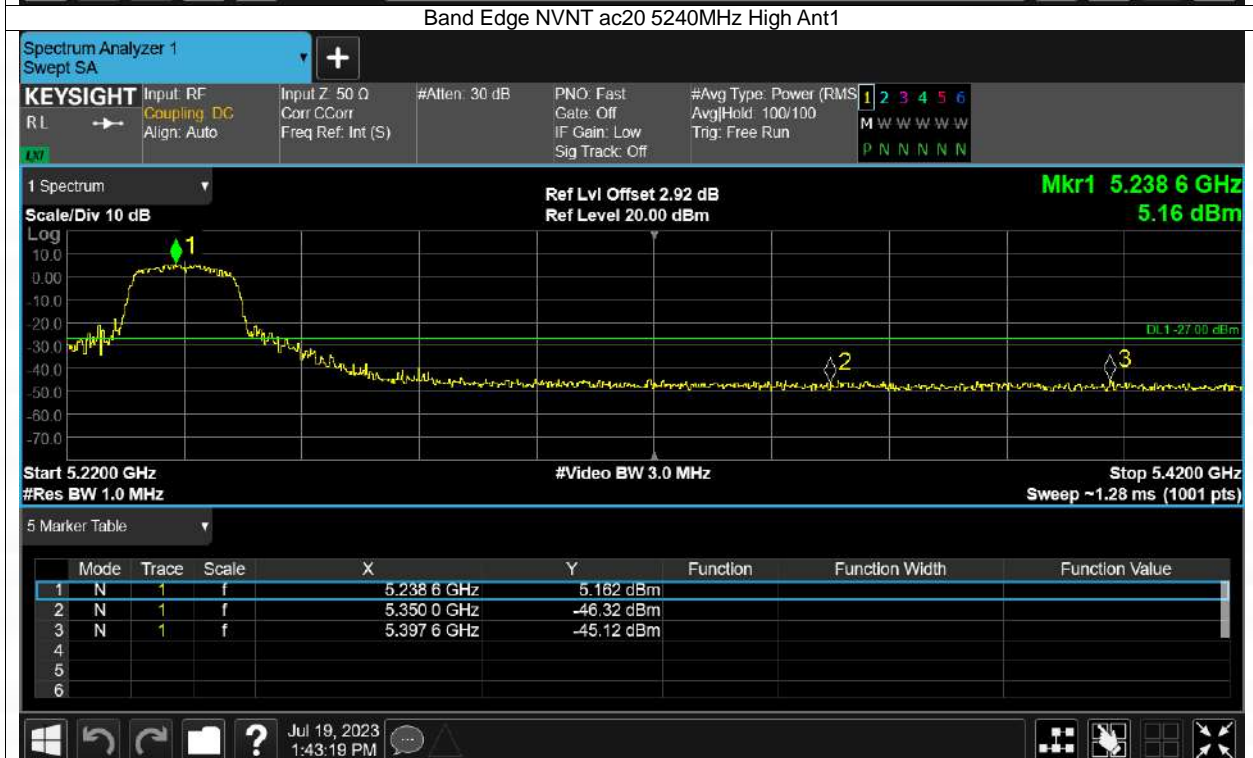 Band Edge NVNT ac20 5240MHz High Ant1
Spectrum Analyzer 1
Swept SA
+
KEYSIGHT
RL
LXI
Input: RF
Coupling: DC
Align: Auto
Input Z: 50 Ω
Corr CCorr
Freq Ref: Int (S)
#Atten: 30 dB
PNO: Fast
Gate: Off
IF Gain: Low
Sig Track: Off
#Avg Type: Power (RMS
Avg|Hold: 100/100
Trig: Free Run
1 2 3 4 5 6
M W W W W W
P N N N N N
1 Spectrum
Scale/Div 10 dB
Ref Lvl Offset 2.92 dB
Ref Level 20.00 dBm
Mkr1 5.238 6 GHz
5.16 dBm
Log
10.0
0.00
-10.0
-20.0
-30.0
-40.0
-50.0
-60.0
-70.0
1
2
3
DL1 -27.00 dBm
Start 5.2200 GHz
#Res BW 1.0 MHz
#Video BW 3.0 MHz
Stop 5.4200 GHz
Sweep ~1.28 ms (1001 pts)
5 Marker Table
Mode Trace Scale X Y Function Function Width Function Value
1 N 1 f 5.238 6 GHz 5.162 dBm
2 N 1 f 5.350 0 GHz -46.32 dBm
3 N 1 f 5.397 6 GHz -45.12 dBm
4
5
6
?
Jul 19, 2023
1:43:19 PM